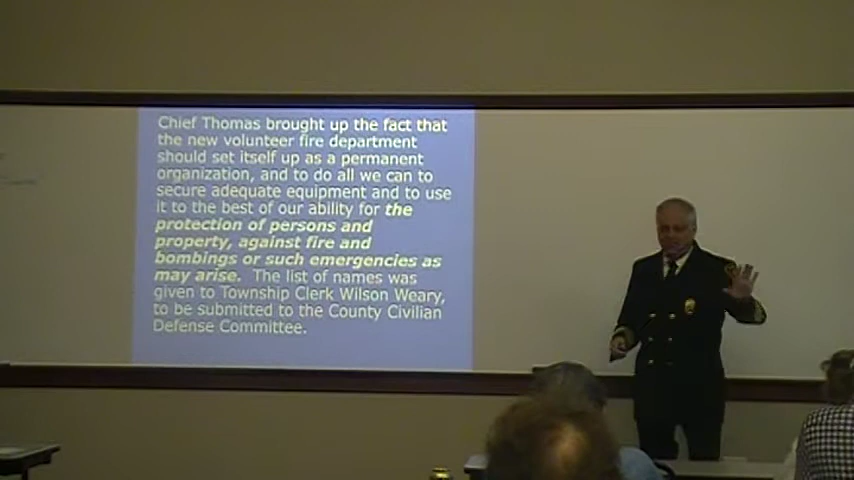 Chief Thomas brought up the fact that
the new volunteer fire department
should set itself up as a permanent
organization, and to do all we can to
secure adequate equipment and to use
it to the best of our ability for the
protection of persons and
property, against fire and
bombings or such emergencies as
may arise. The list of names was
given to Township Clerk Wilson Weary,
to be submitted to the County Civilian
Defense Committee.